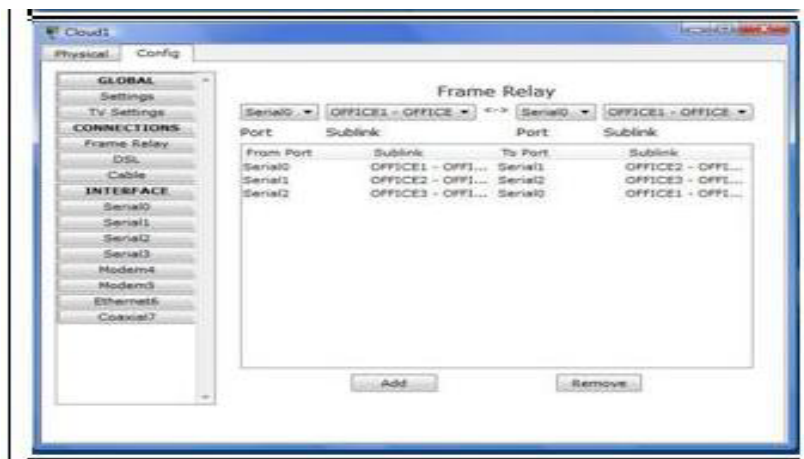 Cloud1
Physical Config
GLOBAL
Settings
TV Settings
CONNECTIONS
Frame Relay
DSL
Cable
INTERFACE
Serial0
Serial1
Serial2
Serial3
Modem4
Modem5
Ethernet6
Coaxial7
Frame Relay
Serial0 OFFICE1 - OFFICE <-> Serial0 OFFICE1 - OFFICE
Port Sublink Port Sublink
From Port Sublink To Port Sublink
Serial0 OFFICE1 - OFFI... Serial1 OFFICE2 - OFFI...
Serial1 OFFICE2 - OFFI... Serial2 OFFICE3 - OFFI...
Serial2 OFFICE3 - OFFI... Serial0 OFFICE1 - OFFI...
Add Remove